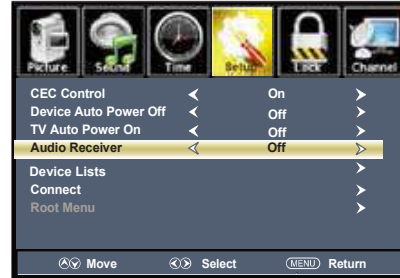 Picture Sound Time Setup Lock Channel
CEC Control On
Device Auto Power Off Off
TV Auto Power On Off
Audio Receiver Off
Device Lists
Connect
Root Menu
Move Select MENU Return